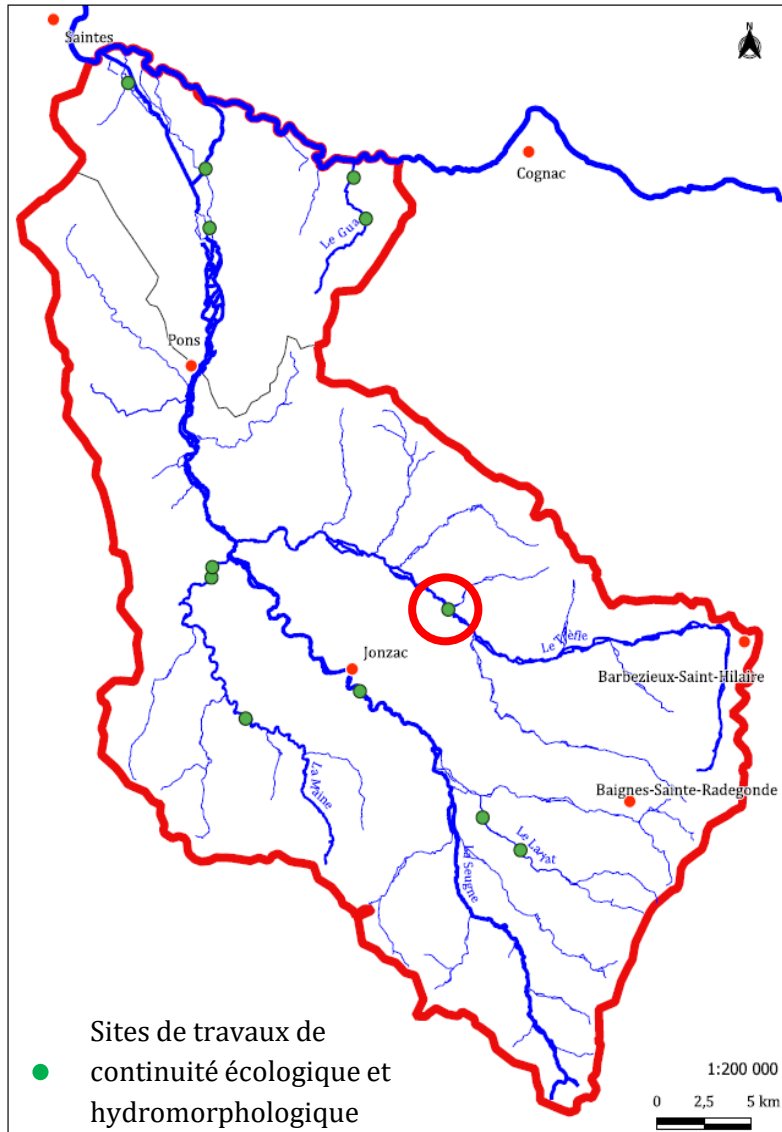 N
Saintes
Cognac
Le Gua
Pons
Le Trèfle
Jonzac
Barbezieux-Saint-Hilaire
La Maine
Baignes-Sainte-Radegonde
Le Lariat
La Seugne
Sites de travaux de
continuité écologique et
hydromorphologique
1:200 000
0 2,5 5 km